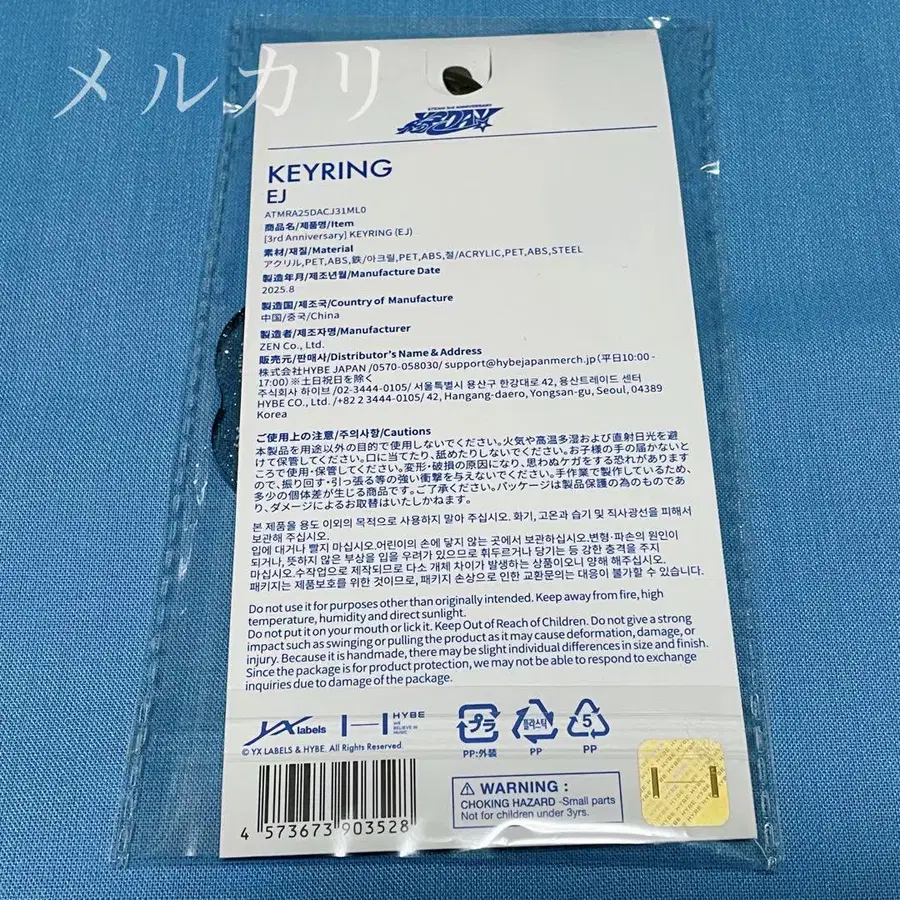 メルカリ
&TEAM 3rd ANNIVERSARY
KEYRING
EJ
ATMRA25DACJ31ML0
商品名/제품명/Item
[3rd Anniversary] KEYRING (EJ)
素材/재질/Material
アクリル,PET,ABS,鉄/아크릴,PET,ABS,철/ACRYLIC,PET,ABS,STEEL
製造年月/제조년월/Manufacture Date
2025.8
製造国/제조국/Country of Manufacture
中国/중국/China
製造者/제조자명/Manufacturer
ZEN Co., Ltd.
販売元/판매사/Distributor's Name & Address
株式会社HYBE JAPAN /0570-058030/ support@hybejapanmerch.jp(平日10:00-
17:00)※土日祝日を除く
주식회사 하이브 /02-3444-0105/ 서울특별시 용산구 한강대로 42, 용산트레이드 센터
HYBE CO., Ltd. /+82 2 3444-0105/ 42, Hangang-daero, Yongsan-gu, Seoul, 04389
Korea
ご使用上の注意/주의사항/Cautions
本製品を用途以外の目的で使用しないでください。火気や高温多湿および直射日光を避
けて保管してください。口に当てたり、舐めたりしないでください。お子様の手の届かないと
ころで使用・保管してください。変形・破損の原因になり、思わぬケガをする恐れがあります
ので、振り回す・引っ張る等の強い衝撃を与えないでください。手作業で製作しているため、
多少の個体差が生じる商品です。ご了承ください。パッケージは製品保護の為のものであ
り、ダメージによるお取替はいたしかねます。
본 제품을 용도 이외의 목적으로 사용하지 말아 주십시오. 화기, 고온과 습기 및 직사광선을 피해서
보관해 주십시오.
입에 대거나 빨지 마십시오.어린이의 손에 닿지 않는 곳에서 보관하십시오.변형·파손의 원인이
되거나, 뜻하지 않은 부상을 입을 우려가 있으므로 휘두르거나 당기는 등 강한 충격을 주지
마십시오.수작업으로 제작되므로 다소 개체 차이가 발생하는 상품이오니 양해 해주십시오.
패키지는 제품보호를 위한 것이므로, 패키지 손상으로 인한 교환문의는 대응이 불가할 수 있습니다.
Do not use it for purposes other than originally intended. Keep away from fire, high
temperature, humidity and direct sunlight.
Do not put it on your mouth or lick it. Keep Out of Reach of Children. Do not give a strong
impact such as swinging or pulling the product as it may cause deformation, damage, or
injury. Because it is handmade, there may be slight individual differences in size and finish.
Since the package is for product protection, we may not be able to respond to exchange
inquiries due to damage of the package.
YX labels HYBE WE BELIEVE IN MUSIC
© YX LABELS & HYBE. All Rights Reserved.
プラ 플라스틱 5
PP:外装 PP PP
⚠ WARNING :
CHOKING HAZARD -Small parts
Not for children under 3yrs.
4 573673 903528